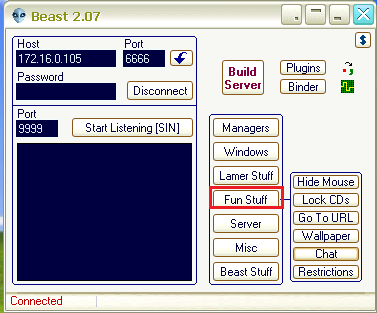 Beast 2.07
Host
Port
172.16.0.105
6666
Password
Disconnect
Port
9999
Start Listening [SIN]
Build
Server
Plugins
Binder
Managers
Windows
Lamer Stuff
Fun Stuff
Server
Misc
Beast Stuff
Hide Mouse
Lock CDs
Go To URL
Wallpaper
Chat
Restrictions
Connected